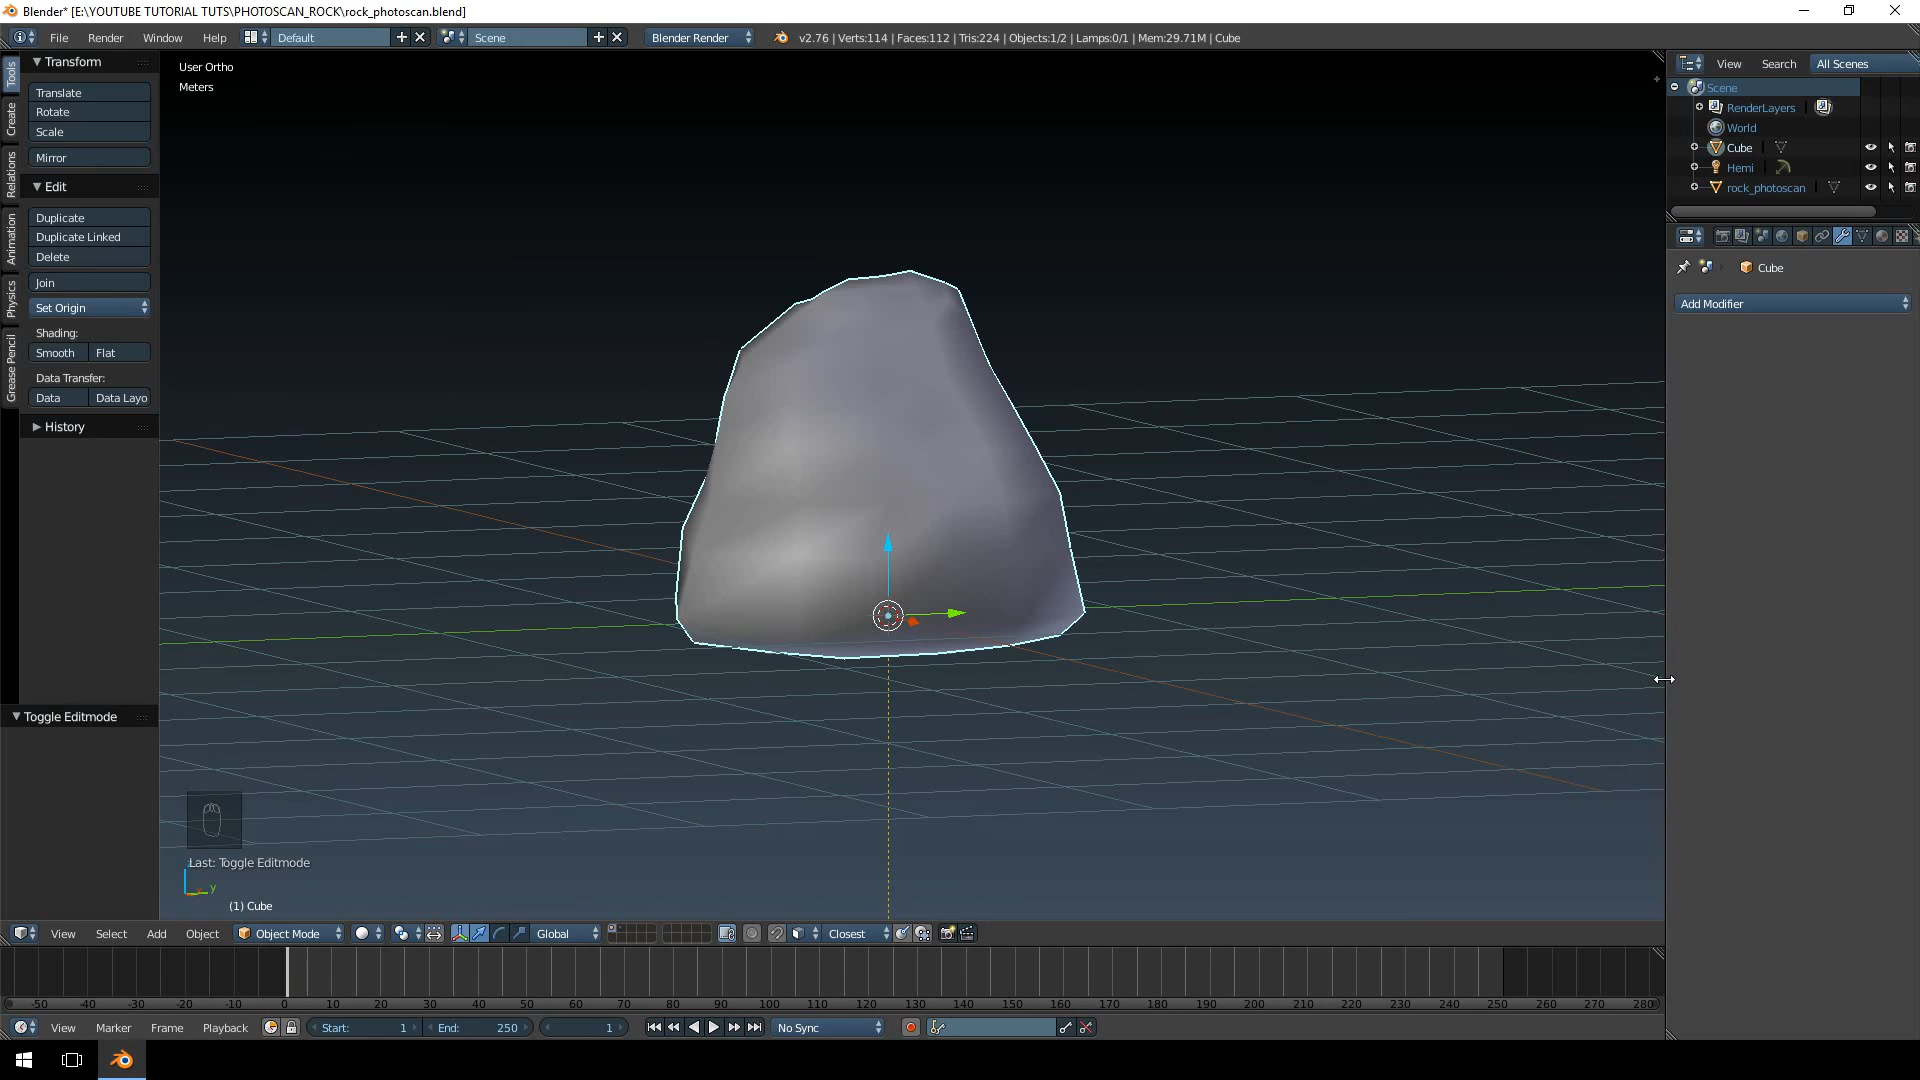 Blender* [E:\YOUTUBE TUTORIAL TUTS\PHOTOSCAN_ROCK\rock_photoscan.blend]
File Render Window Help Default Scene Blender Render v2.76 | Verts:114 | Faces:112 | Tris:224 | Objects:1/2 | Lamps:0/1 | Mem:29.71M | Cube
Tools
Create
Relations
Animation
Physics
Grease Pencil
Transform
Translate
Rotate
Scale
Mirror
Edit
Duplicate
Duplicate Linked
Delete
Join
Set Origin
Shading:
Smooth Flat
Data Transfer:
Data Data Layo
History
Toggle Editmode
User Ortho
Meters
Last: Toggle Editmode
y
(1) Cube
View Search All Scenes
Scene
RenderLayers
World
Cube
Hemi
rock_photoscan
Cube
Add Modifier
View Select Add Object Object Mode Global Closest
-50 -40 -30 -20 -10 0 10 20 30 40 50 60 70 80 90 100 110 120 130 140 150 160 170 180 190 200 210 220 230 240 250 260 270 280
View Marker Frame Playback Start: 1 End: 250 1 No Sync